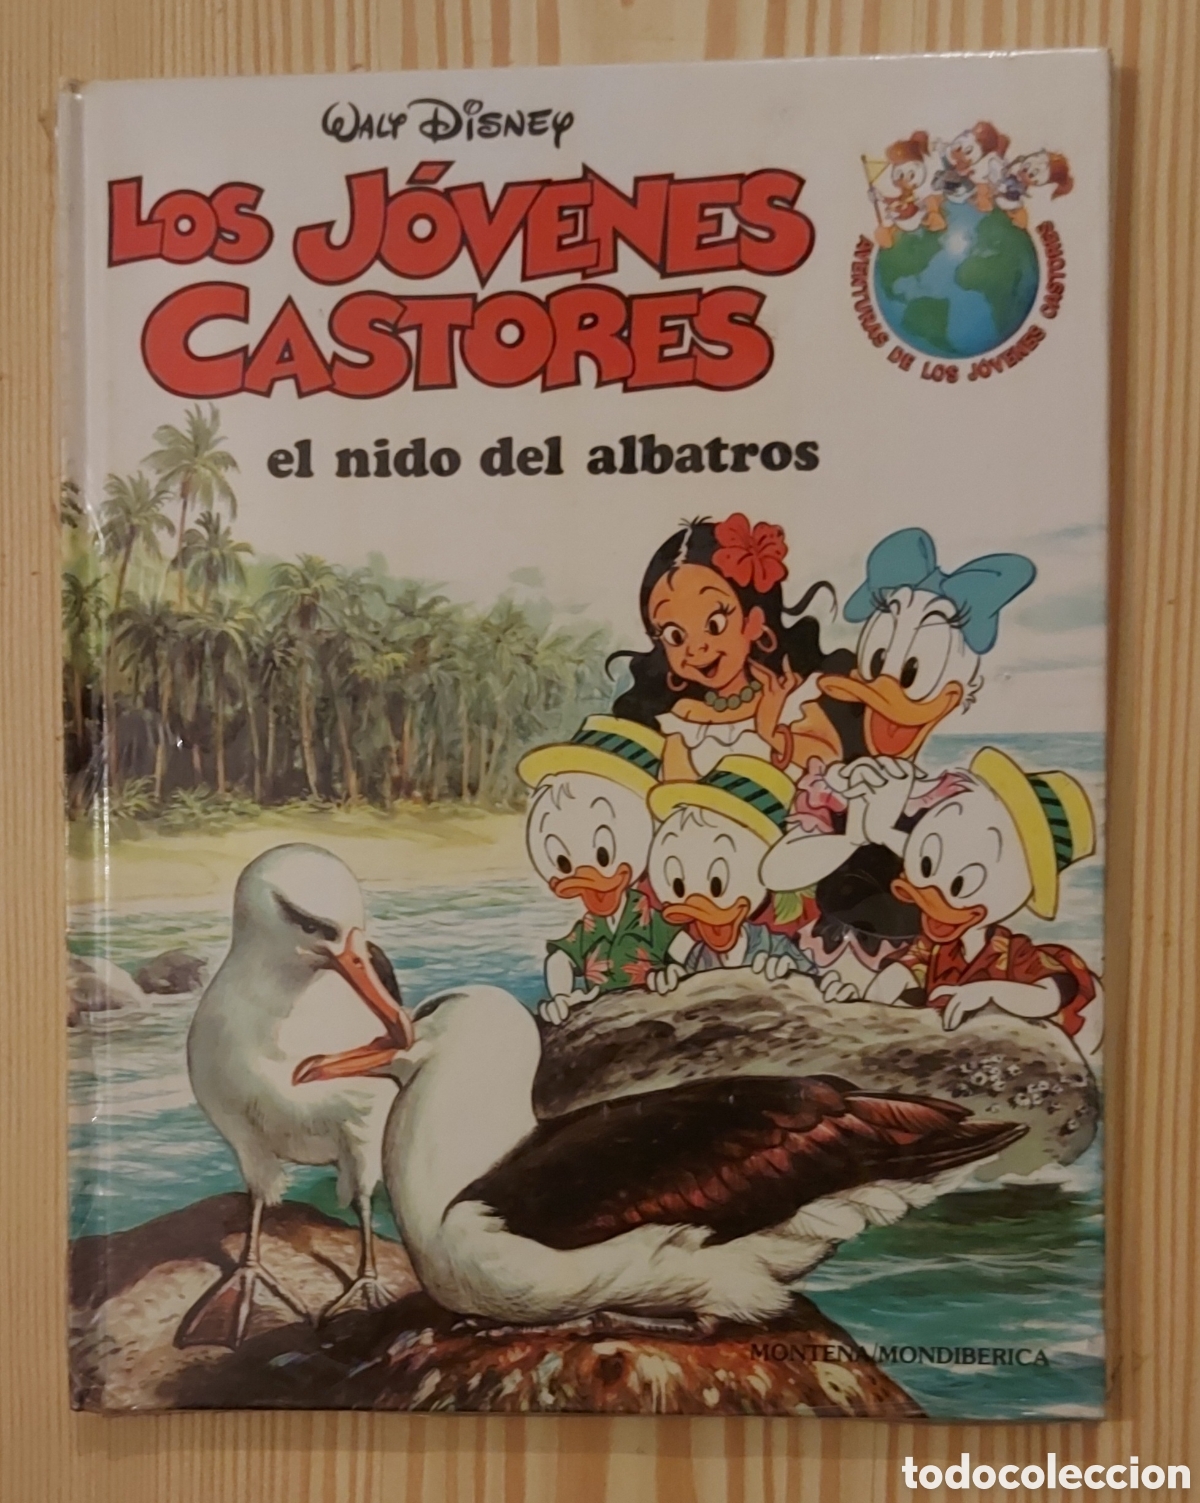 WALT DISNEY
LOS JÓVENES
CASTORES
AVENTURAS DE LOS JÓVENES CASTORES
el nido del albatros
MONTENA/MONDIBERICA
todocoleccion